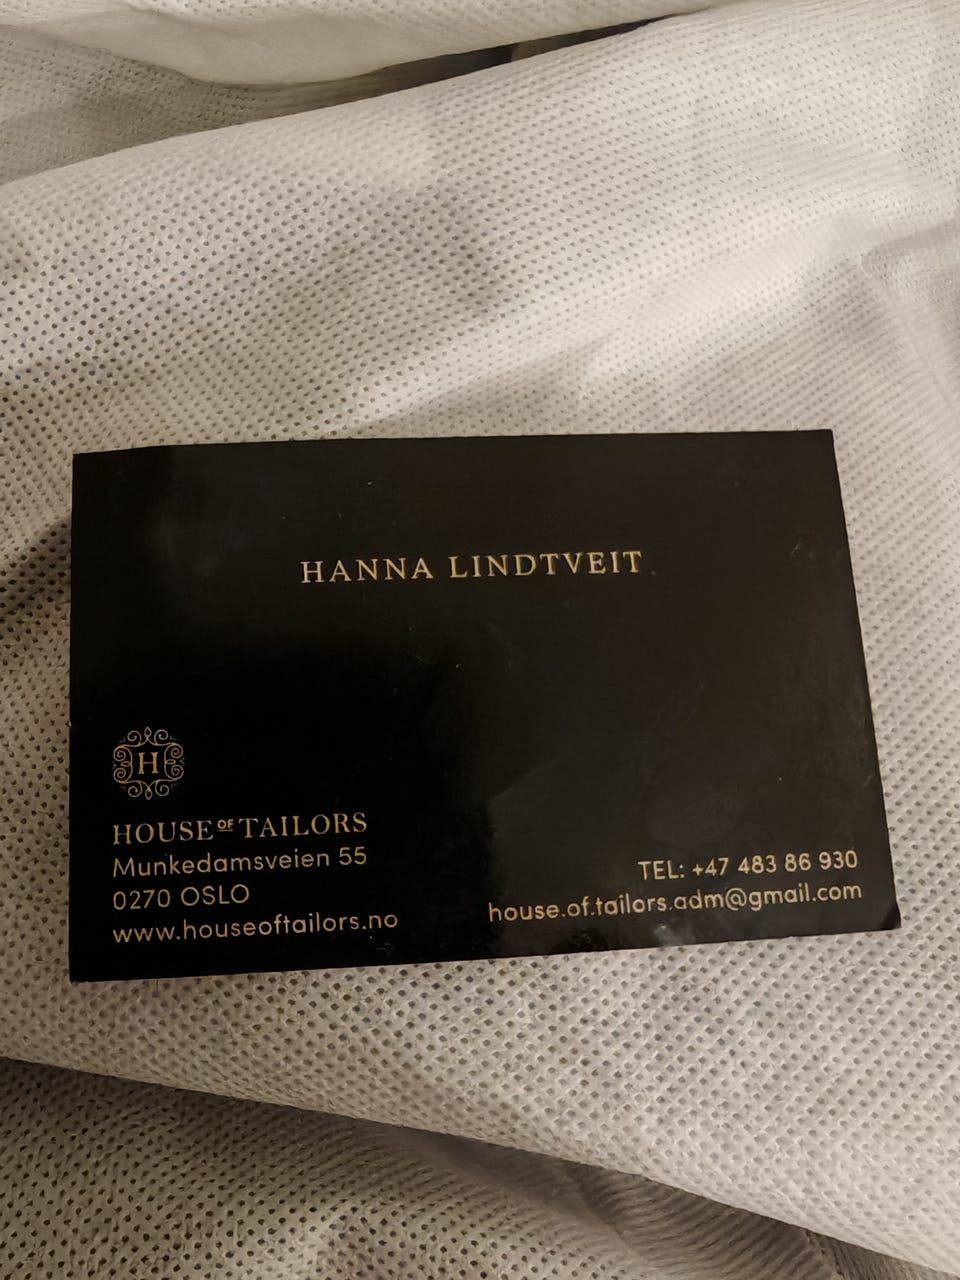 HANNA LINDTVEIT
H
HOUSE OF TAILORS
Munkedamsveien 55
0270 OSLO
www.houseoftailors.no
TEL: +47 483 86 930
house.of.tailors.adm@gmail.com